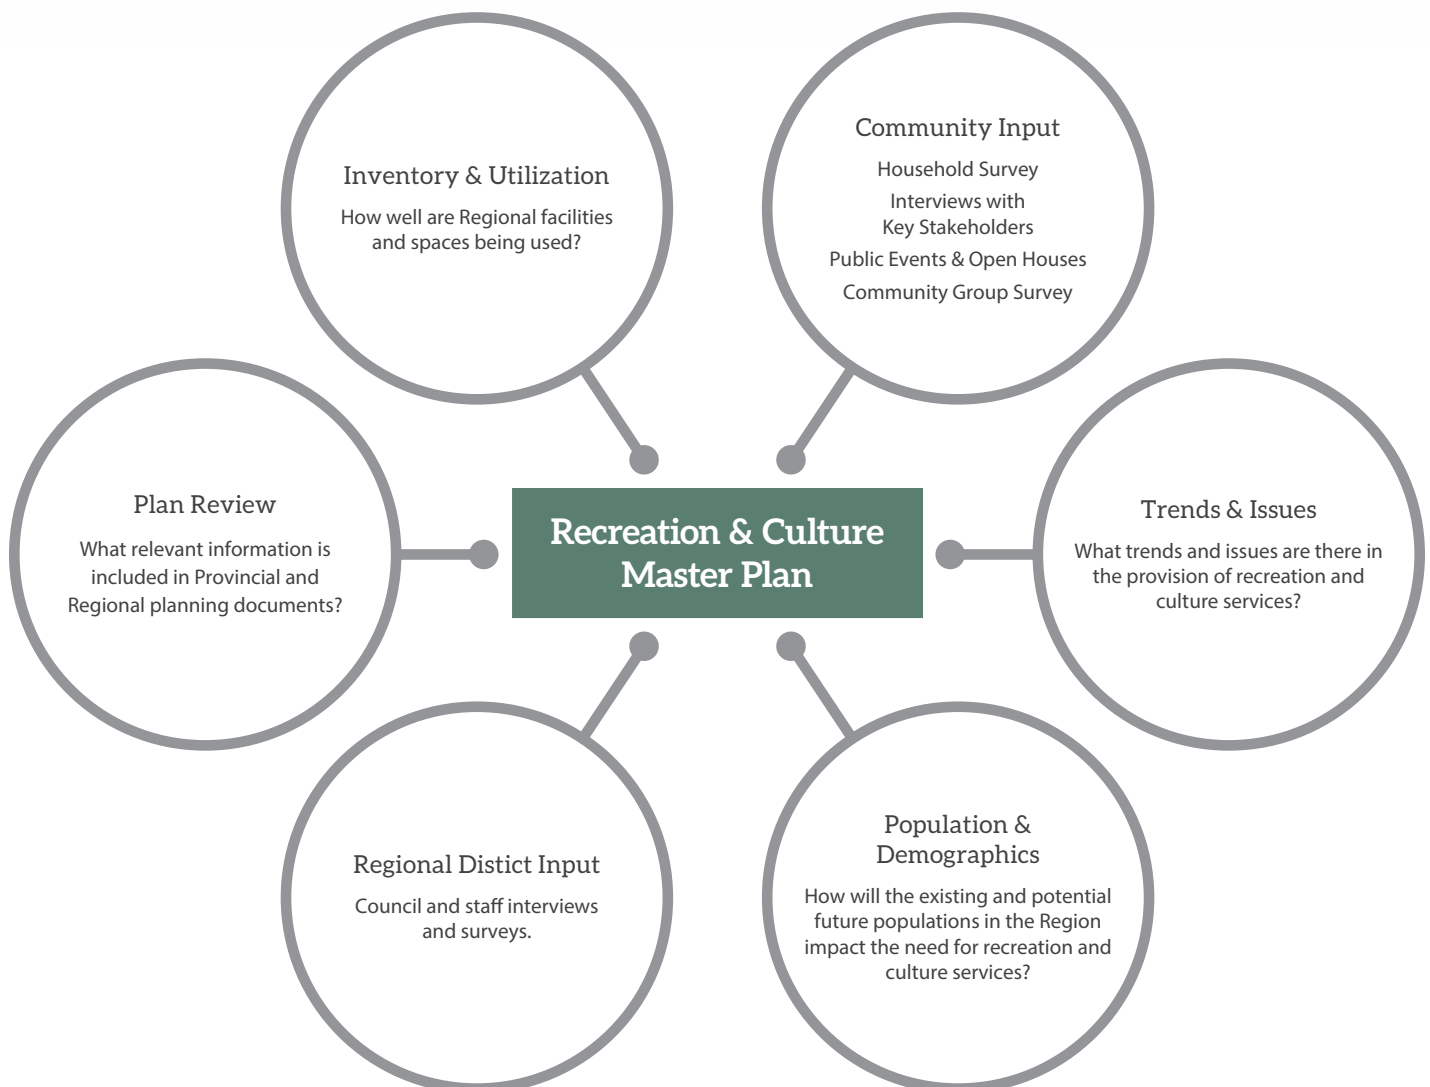 Inventory & Utilization
How well are Regional facilities
and spaces being used?
Community Input
Household Survey
Interviews with
Key Stakeholders
Public Events & Open Houses
Community Group Survey
Plan Review
What relevant information is
included in Provincial and
Regional planning documents?
Recreation & Culture
Master Plan
Trends & Issues
What trends and issues are there in
the provision of recreation and
culture services?
Regional Distict Input
Council and staff interviews
and surveys.
Population &
Demographics
How will the existing and potential
future populations in the Region
impact the need for recreation and
culture services?